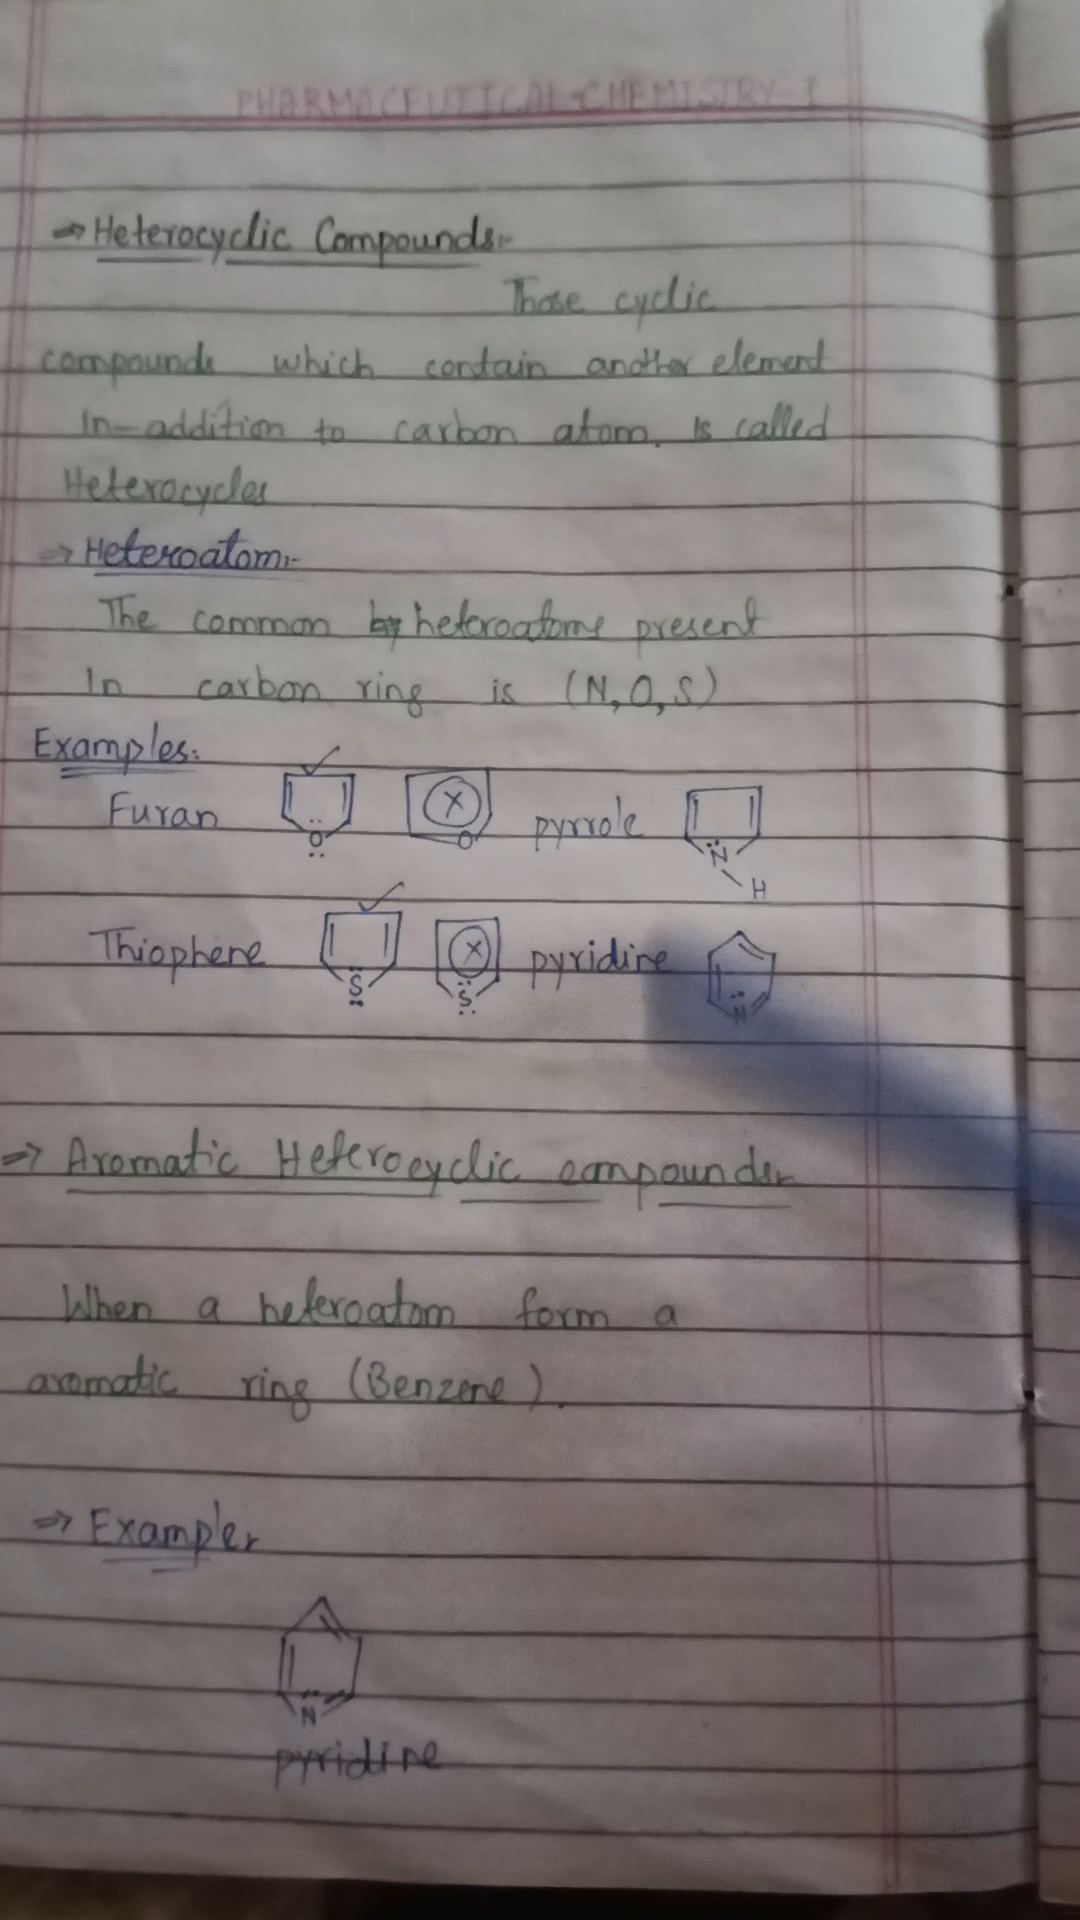 PHARMACEUTICAL CHEMISTRY-I
⇒ Heterocyclic Compounds:-
Those cyclic
compounds which contain another element
In-addition to carbon atom. Is called
Heterocycles
⇒ Heteroatom:-
The common heteroatoms present
In carbon ring is (N, O, S)
Examples:
Furan O X O pyrrole N H
Thiophene S X S pyridine N
⇒ Aromatic Heterocyclic compounds:-
When a heteroatom form a
aromatic ring (Benzene).
⇒ Example:-
N
pyridine